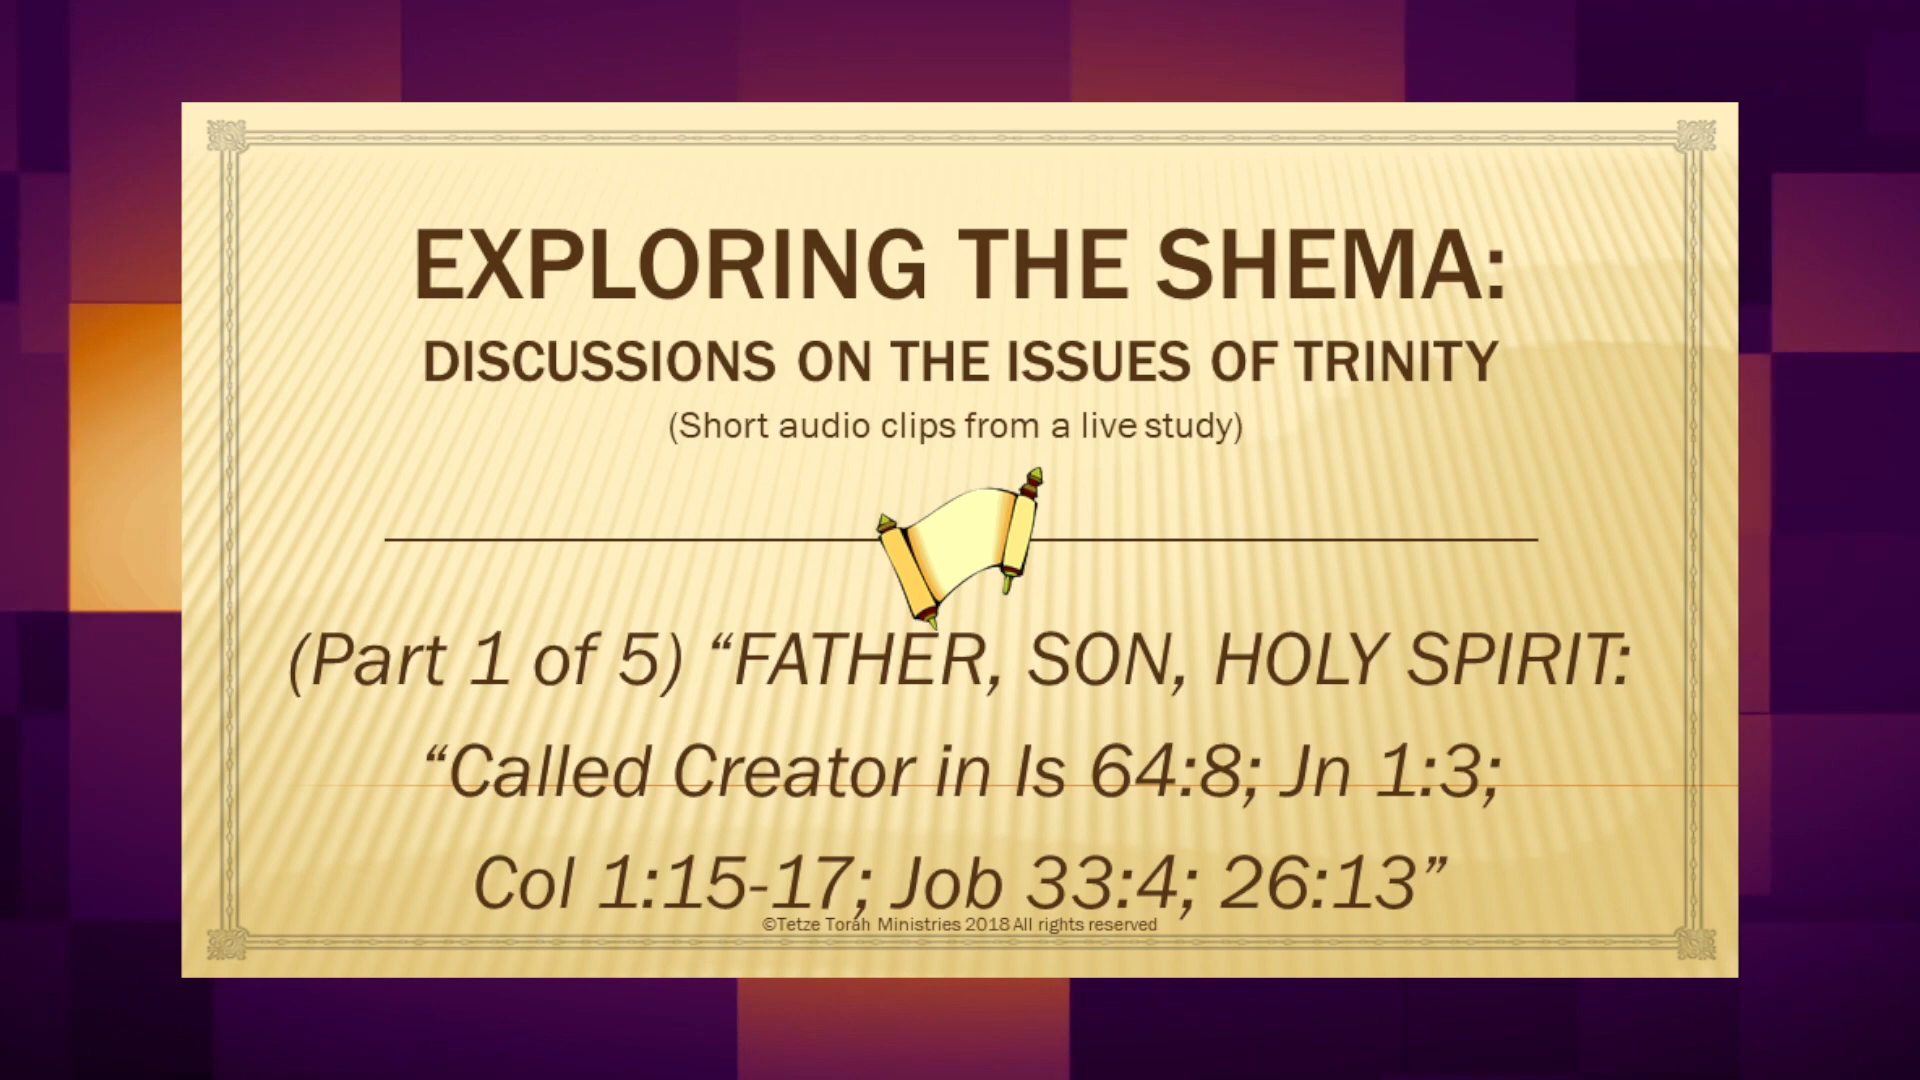 EXPLORING THE SHEMA:
DISCUSSIONS ON THE ISSUES OF TRINITY
(Short audio clips from a live study)
(Part 1 of 5) “FATHER, SON, HOLY SPIRIT:
“Called Creator in Is 64:8; Jn 1:3;
Col 1:15-17; Job 33:4; 26:13”
©Tetze Torah Ministries 2018 All rights reserved